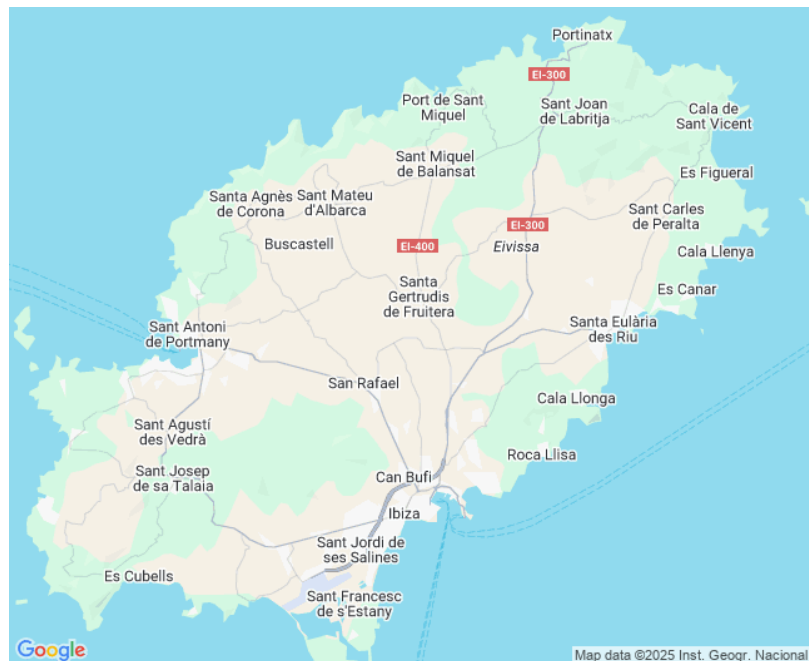 Portinatx
EI-300
Port de Sant
Miquel
Sant Joan
de Labritja
Cala de
Sant Vicent
Sant Miquel
de Balansat
Es Figueral
Santa Agnès
de Corona
Sant Mateu
d'Albarca
Sant Carles
de Peralta
EI-300
Buscastell
EI-400
Eivissa
Cala Llenya
Santa
Gertrudis
de Fruitera
Es Canar
Sant Antoni
de Portmany
Santa Eulària
des Riu
San Rafael
Cala Llonga
Sant Agustí
des Vedrà
Roca Llisa
Sant Josep
de sa Talaia
Can Bufi
Ibiza
Sant Jordi de
ses Salines
Es Cubells
Sant Francesc
de s'Estany
Google
Map data ©2025 Inst. Geogr. Nacional